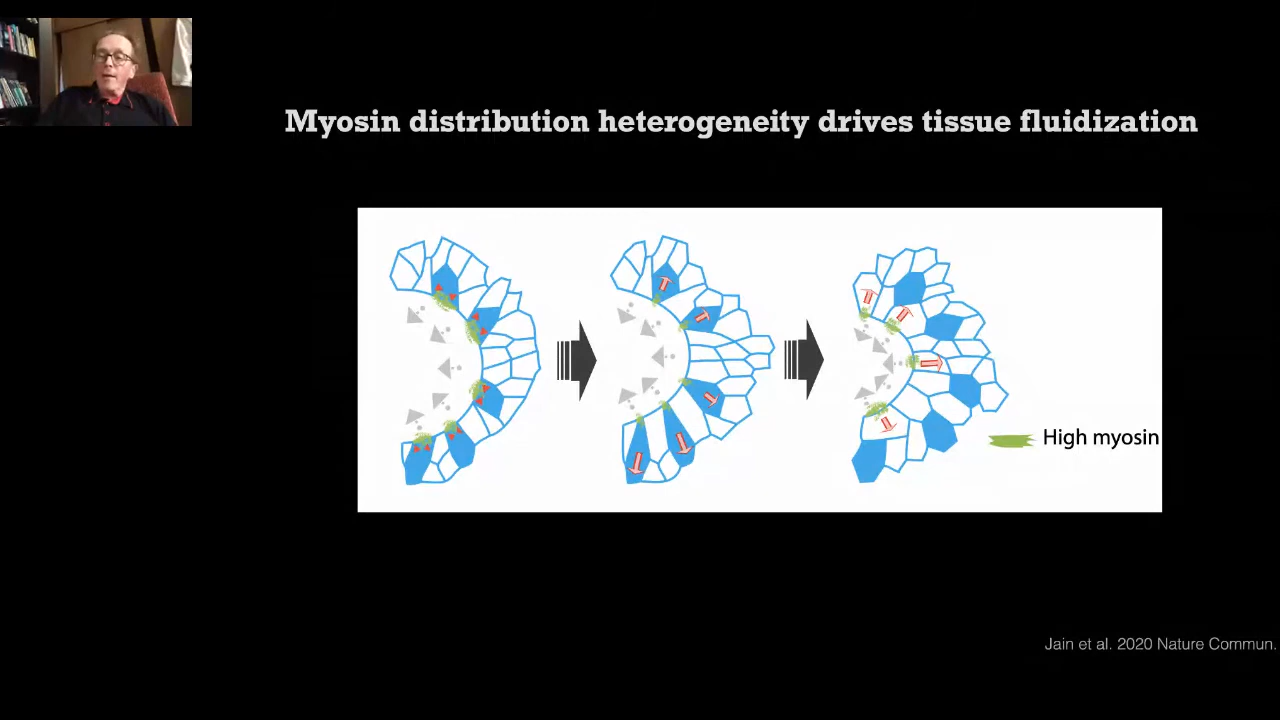 Myosin distribution heterogeneity drives tissue fluidization
High myosin
Jain et al. 2020 Nature Commun.